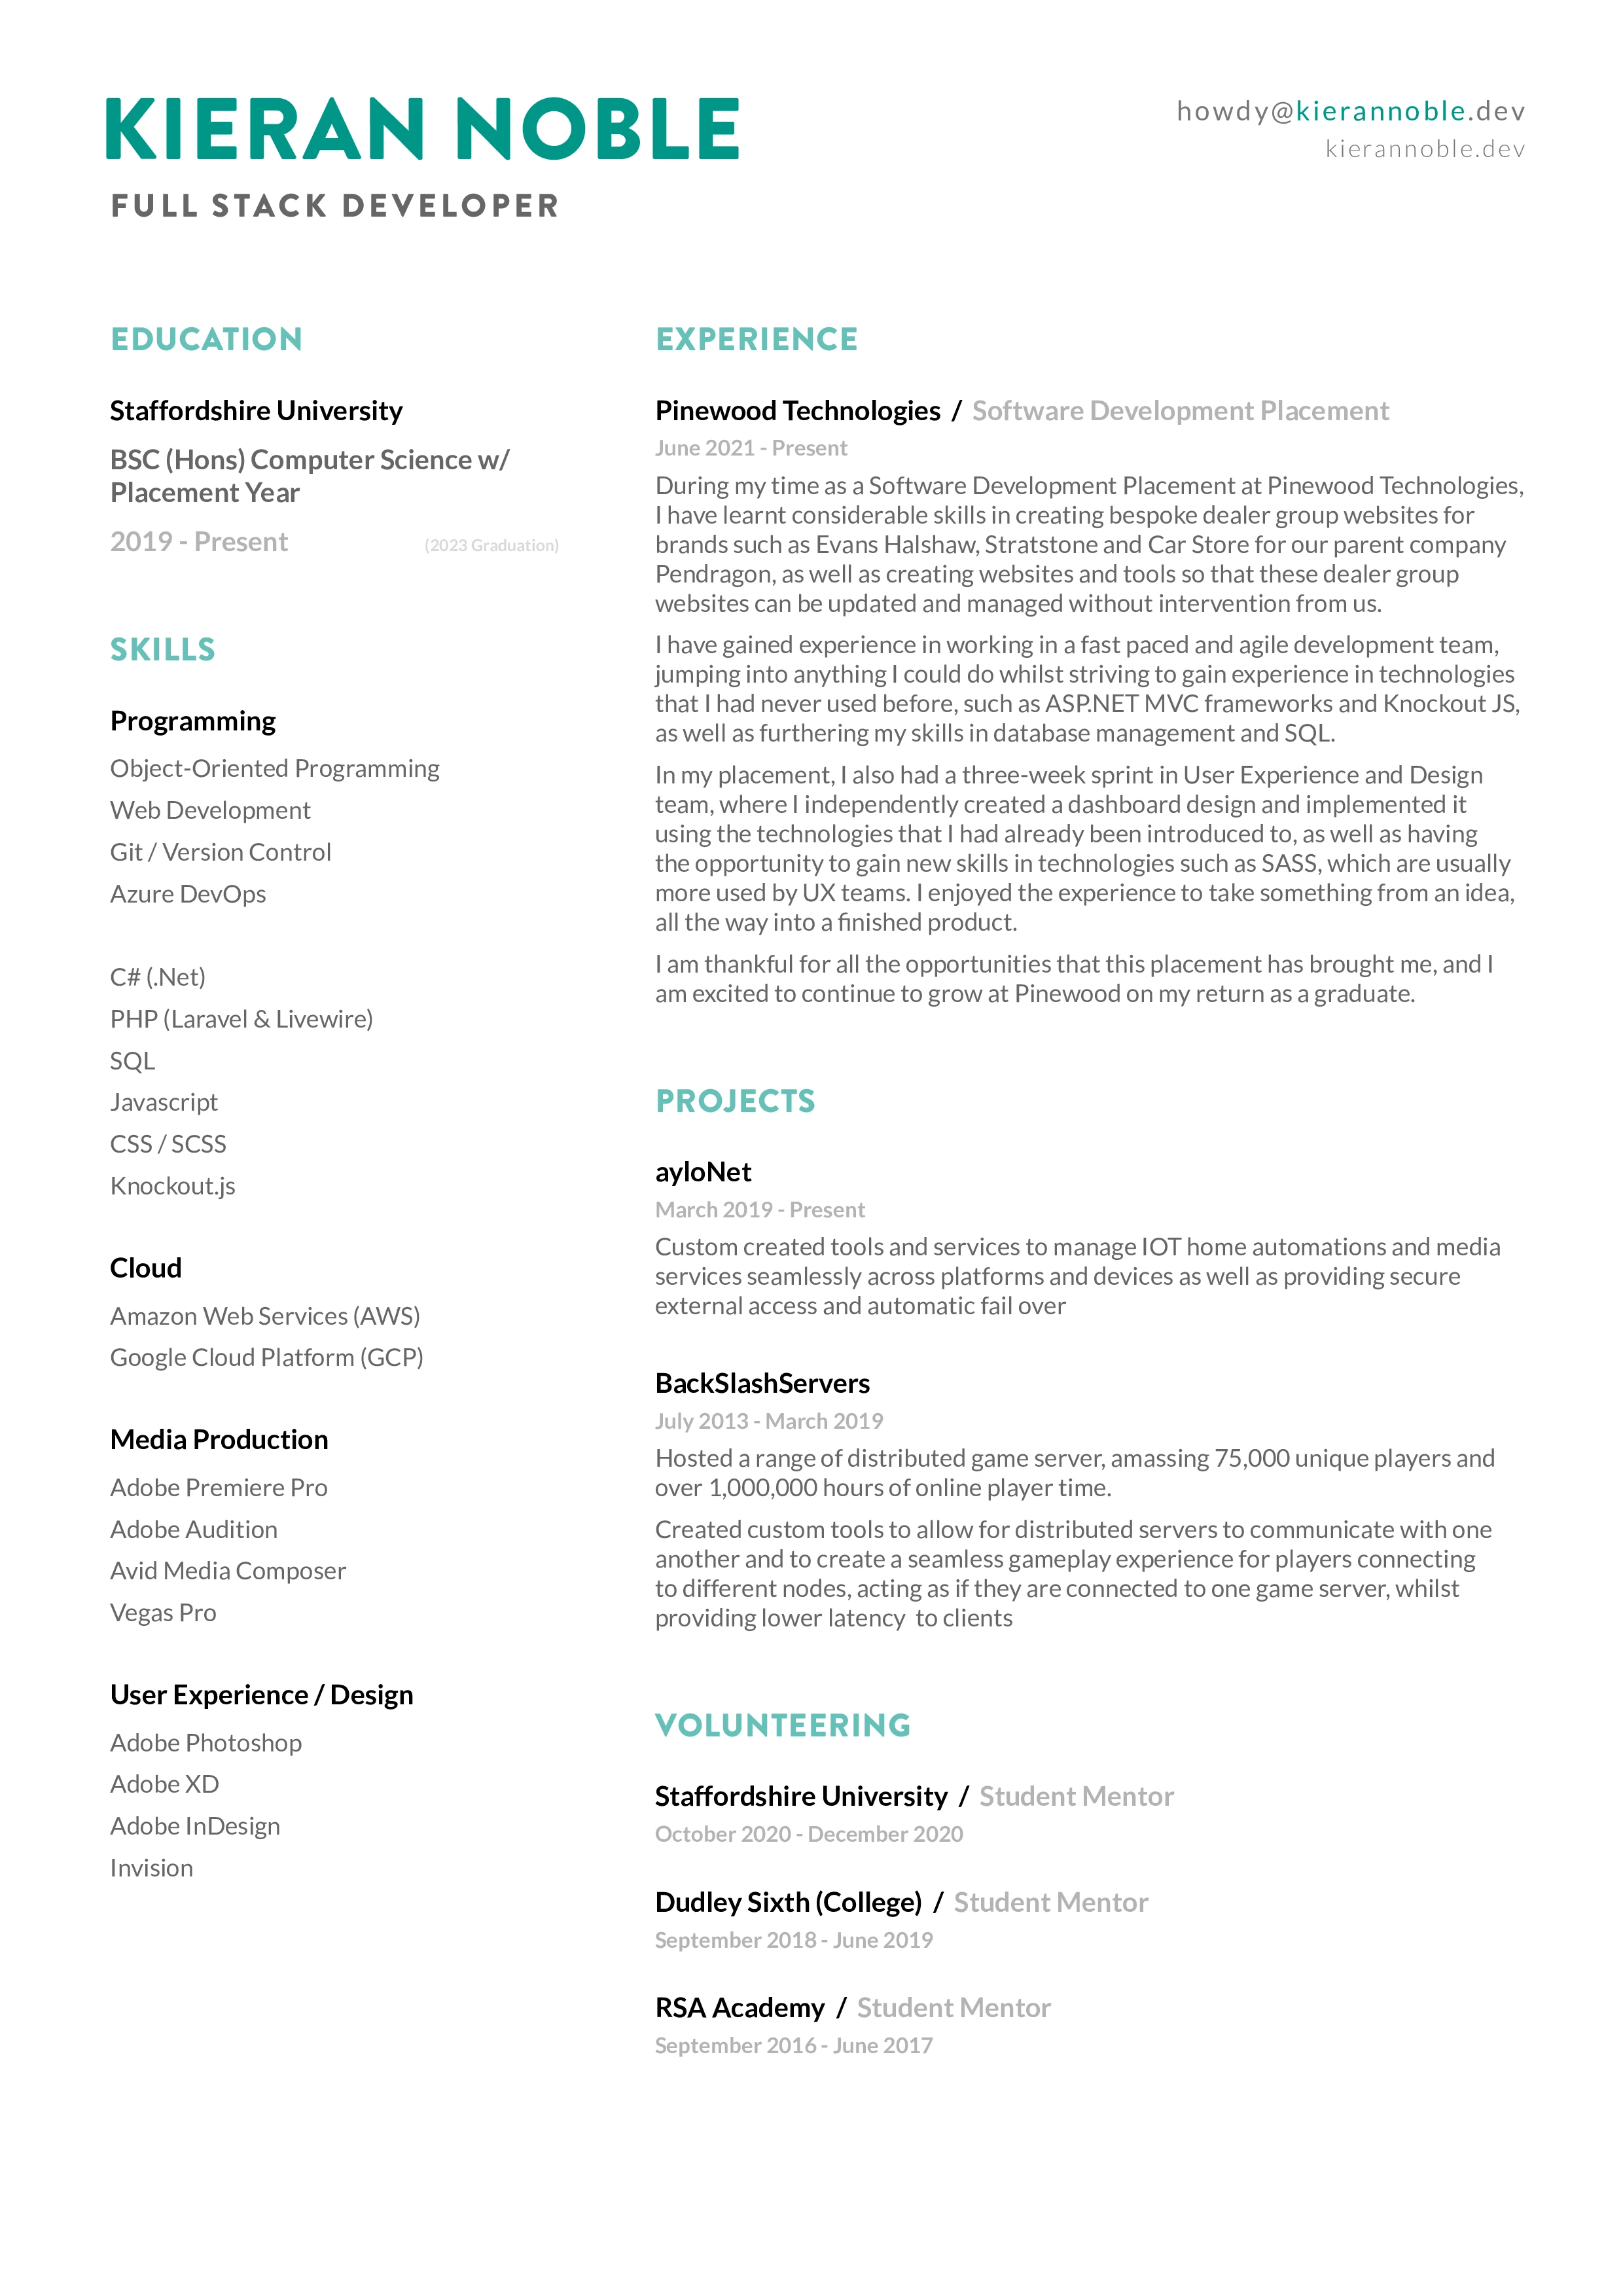 KIERAN NOBLE
FULL STACK DEVELOPER
howdy@kierannoble.dev
kierannoble.dev
EDUCATION
Staffordshire University
BSC (Hons) Computer Science w/
Placement Year
2019 - Present (2023 Graduation)
SKILLS
Programming
Object-Oriented Programming
Web Development
Git / Version Control
Azure DevOps
C# (.Net)
PHP (Laravel & Livewire)
SQL
Javascript
CSS / SCSS
Knockout.js
Cloud
Amazon Web Services (AWS)
Google Cloud Platform (GCP)
Media Production
Adobe Premiere Pro
Adobe Audition
Avid Media Composer
Vegas Pro
User Experience / Design
Adobe Photoshop
Adobe XD
Adobe InDesign
Invision
EXPERIENCE
Pinewood Technologies / Software Development Placement
June 2021 - Present
During my time as a Software Development Placement at Pinewood Technologies,
I have learnt considerable skills in creating bespoke dealer group websites for
brands such as Evans Halshaw, Stratstone and Car Store for our parent company
Pendragon, as well as creating websites and tools so that these dealer group
websites can be updated and managed without intervention from us.
I have gained experience in working in a fast paced and agile development team,
jumping into anything I could do whilst striving to gain experience in technologies
that I had never used before, such as ASP.NET MVC frameworks and Knockout JS,
as well as furthering my skills in database management and SQL.
In my placement, I also had a three-week sprint in User Experience and Design
team, where I independently created a dashboard design and implemented it
using the technologies that I had already been introduced to, as well as having
the opportunity to gain new skills in technologies such as SASS, which are usually
more used by UX teams. I enjoyed the experience to take something from an idea,
all the way into a finished product.
I am thankful for all the opportunities that this placement has brought me, and I
am excited to continue to grow at Pinewood on my return as a graduate.
PROJECTS
ayloNet
March 2019 - Present
Custom created tools and services to manage IOT home automations and media
services seamlessly across platforms and devices as well as providing secure
external access and automatic fail over
BackSlashServers
July 2013 - March 2019
Hosted a range of distributed game server, amassing 75,000 unique players and
over 1,000,000 hours of online player time.
Created custom tools to allow for distributed servers to communicate with one
another and to create a seamless gameplay experience for players connecting
to different nodes, acting as if they are connected to one game server, whilst
providing lower latency  to clients
VOLUNTEERING
Staffordshire University / Student Mentor
October 2020 - December 2020
Dudley Sixth (College) / Student Mentor
September 2018 - June 2019
RSA Academy / Student Mentor
September 2016 - June 2017